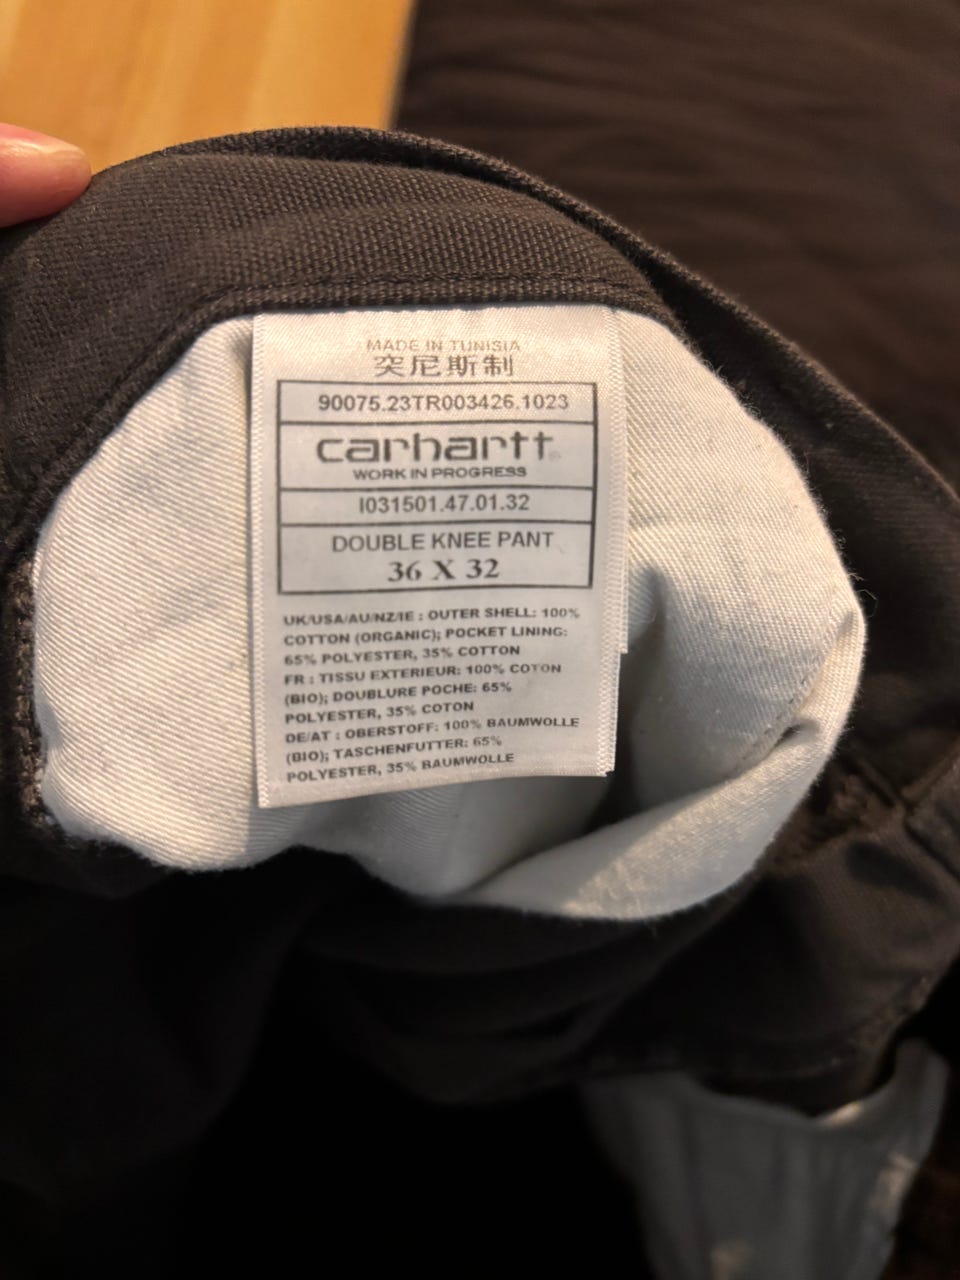 MADE IN TUNISIA
突尼斯制
90075.23TR003426.1023
carhartt
WORK IN PROGRESS
I031501.47.01.32
DOUBLE KNEE PANT
36 X 32
UK/USA/AU/NZ/IE : OUTER SHELL: 100%
COTTON (ORGANIC); POCKET LINING:
65% POLYESTER, 35% COTTON
FR : TISSU EXTERIEUR: 100% COTON
(BIO); DOUBLURE POCHE: 65%
POLYESTER, 35% COTON
DE/AT : OBERSTOFF: 100% BAUMWOLLE
(BIO); TASCHENFUTTER: 65%
POLYESTER, 35% BAUMWOLLE